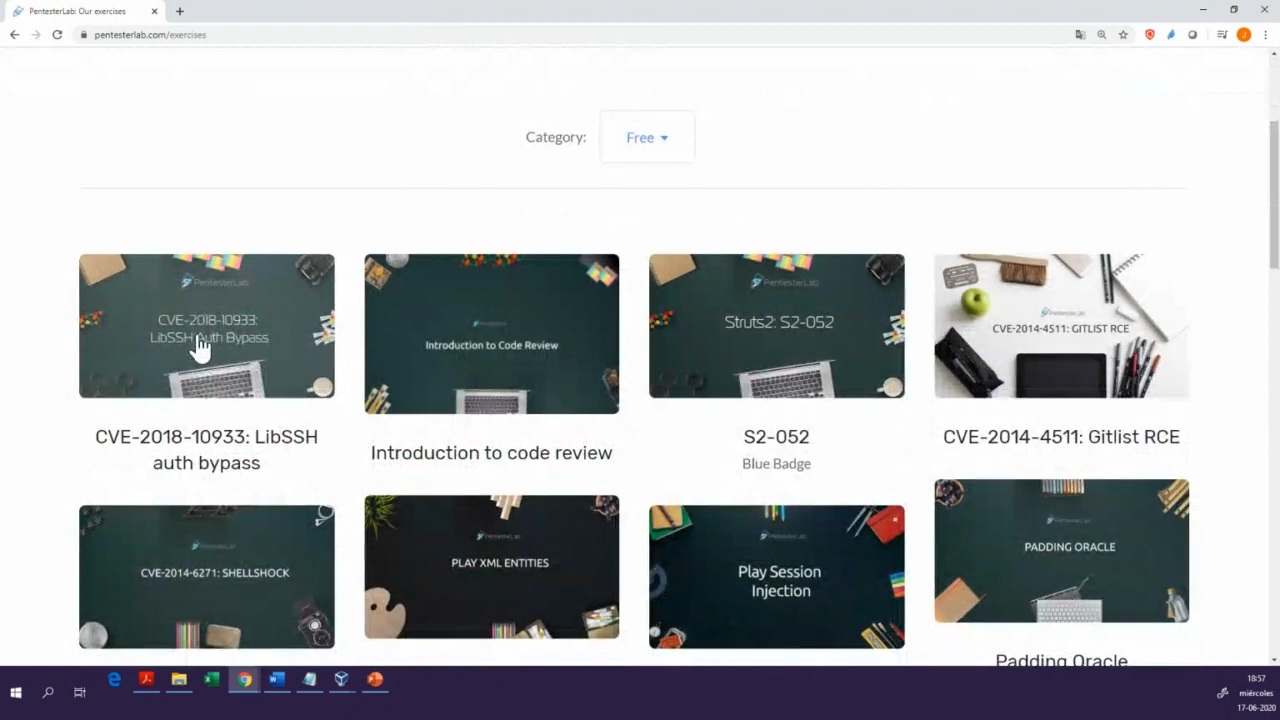 PentesterLab: Our exercises
pentesterlab.com/exercises
J
Category:
Free
PentesterLab
CVE-2018-10933:
LibSSH Auth Bypass
Introduction to Code Review
PentesterLab
Struts2: S2-052
CVE-2014-4511: GITLIST RCE
CVE-2018-10933: LibSSH
auth bypass
Introduction to code review
S2-052
Blue Badge
CVE-2014-4511: Gitlist RCE
CVE-2014-6271: SHELLSHOCK
PLAY XML ENTITIES
Play Session
Injection
PADDING ORACLE
Padding Oracle
18:57
miércoles
17-06-2020